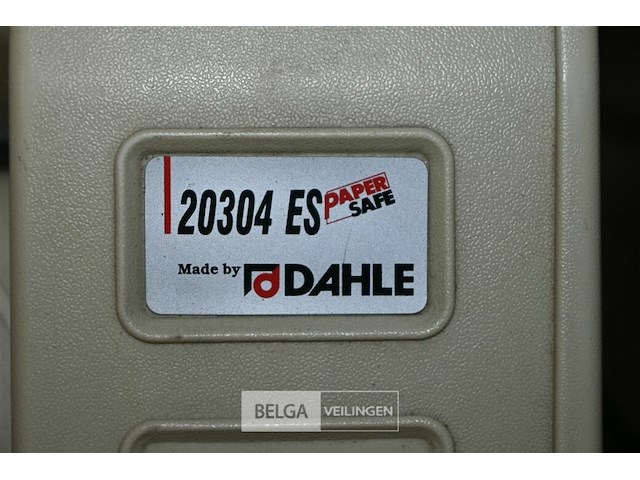 20304 ES PAPER SAFE
Made by DAHLE
BELGA VEILINGEN